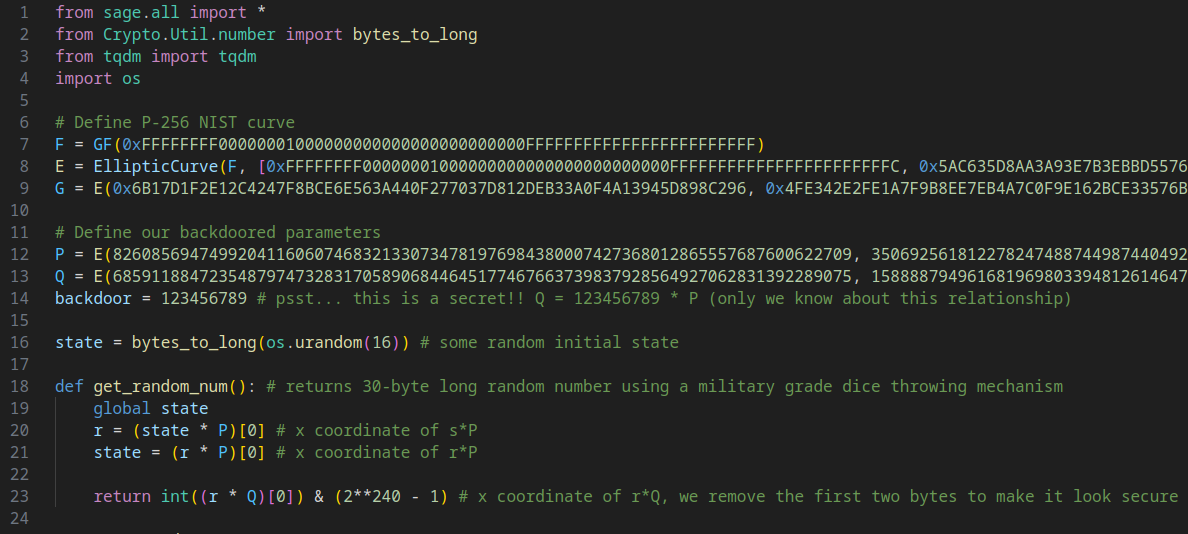 1 from sage.all import *
2 from Crypto.Util.number import bytes_to_long
3 from tqdm import tqdm
4 import os
5
6 # Define P-256 NIST curve
7 F = GF(0xFFFFFFFF00000001000000000000000000000000FFFFFFFFFFFFFFFFFFFFFFFF)
8 E = EllipticCurve(F, [0xFFFFFFFF00000001000000000000000000000000FFFFFFFFFFFFFFFFFFFFFFFC, 0x5AC635D8AA3A93E7B3EBBD5576
9 G = E(0x6B17D1F2E12C4247F8BCE6E563A440F277037D812DEB33A0F4A13945D898C296, 0x4FE342E2FE1A7F9B8EE7EB4A7C0F9E162BCE33576B
10
11 # Define our backdoored parameters
12 P = E(82608569474992041160607468321330734781976984380007427368012865557687600622709, 35069256181227824748874498744​0492
13 Q = E(68591188472354879747328317058906844645177467663739837928564927062831392289075, 158888794961681969803394812614647
14 backdoor = 123456789 # psst... this is a secret!! Q = 123456789 * P (only we know about this relationship)
15
16 state = bytes_to_long(os.urandom(16)) # some random initial state
17
18 def get_random_num(): # returns 30-byte long random number using a military grade dice throwing mechanism
19 global state
20 r = (state * P)[0] # x coordinate of s*P
21 state = (r * P)[0] # x coordinate of r*P
22
23 return int((r * Q)[0]) & (2**240 - 1) # x coordinate of r*Q, we remove the first two bytes to make it look secure
24